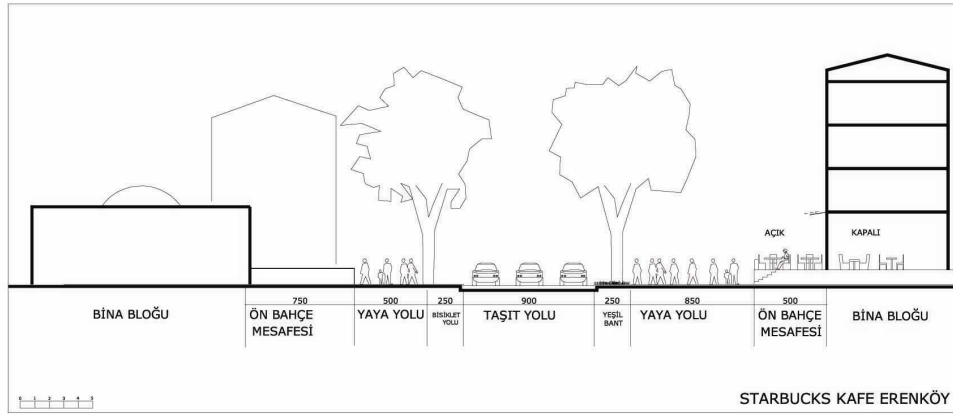 AÇIK KAPALI
750 500 250 900 250 850 500
BİNA BLOĞU ÖN BAHÇE YAYA YOLU BİSİKLET TAŞIT YOLU YEŞİL YAYA YOLU ÖN BAHÇE BİNA BLOĞU
MESAFESİ YOLU BANT MESAFESİ
0 1 2 3 4 5
STARBUCKS KAFE ERENKÖY